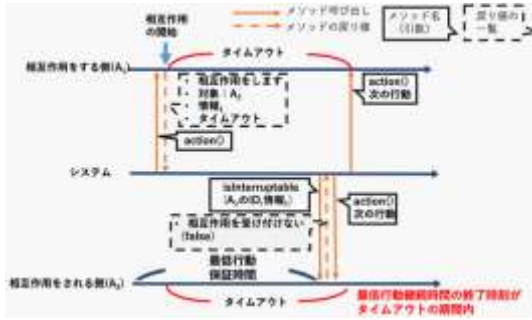 相互作用
の開始
メソッド呼び出し
メソッドの戻り値
メソッド名
(引数)
戻り値の
一覧
タイムアウト
相互作用をする側(A₁)
・ 相互作用をします
・ 対象：A₂
・ 情報₁
・ タイムアウト
action()
action()
次の行動
システム
isInterruptable
(A₁のID,情報₁)
action()
次の行動
・ 相互作用を受け付けない
(false)
最低行動
保証時間
相互作用をされる側(A₂)
タイムアウト
最低行動継続時間の終了時刻が
タイムアウトの期間内